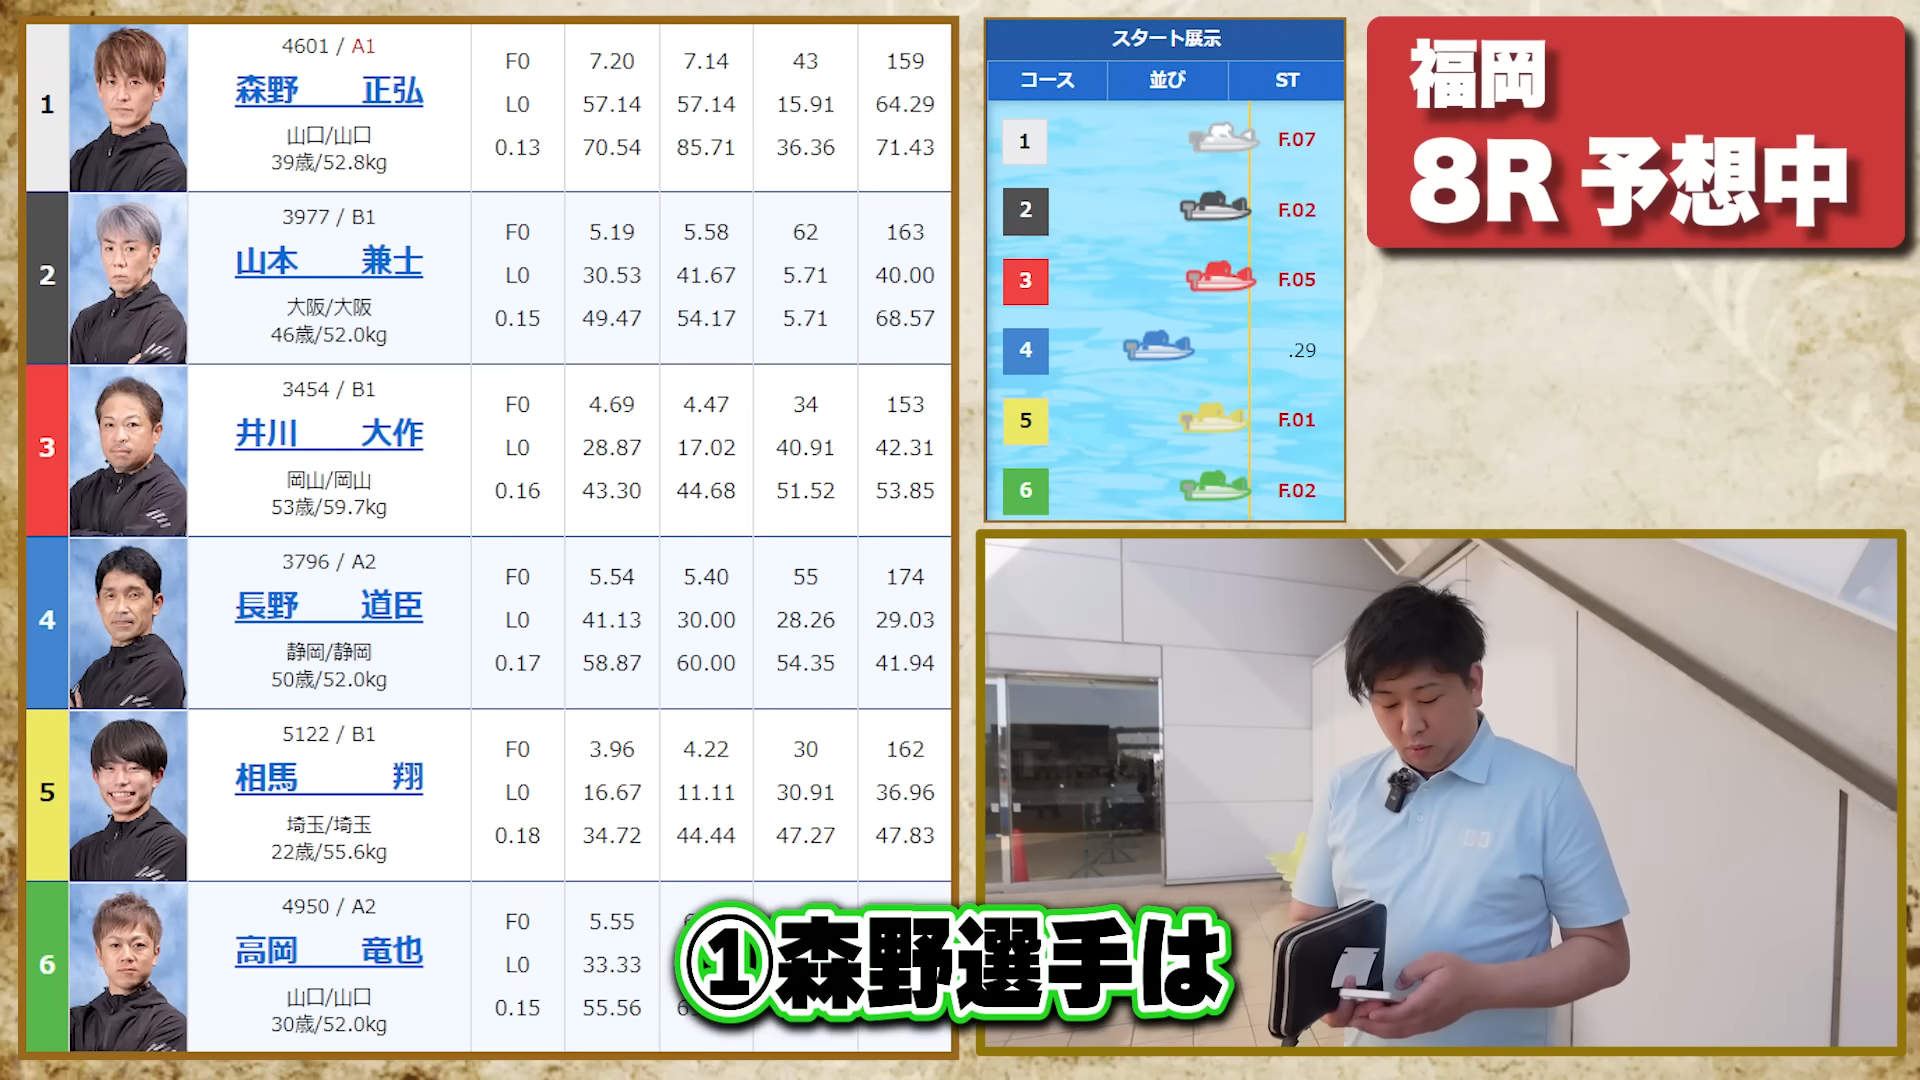 1
4601 / A1
森野 正弘
山口/山口
39歳/52.8kg
F0 7.20 7.14 43 159
L0 57.14 57.14 15.91 64.29
0.13 70.54 85.71 36.36 71.43
2
3977 / B1
山本 兼士
大阪/大阪
46歳/52.0kg
F0 5.19 5.58 62 163
L0 30.53 41.67 5.71 40.00
0.15 49.47 54.17 5.71 68.57
3
3454 / B1
井川 大作
岡山/岡山
53歳/59.7kg
F0 4.69 4.47 34 153
L0 28.87 17.02 40.91 42.31
0.16 43.30 44.68 51.52 53.85
4
3796 / A2
長野 道臣
静岡/静岡
50歳/52.0kg
F0 5.54 5.40 55 174
L0 41.13 30.00 28.26 29.03
0.17 58.87 60.00 54.35 41.94
5
5122 / B1
相馬 翔
埼玉/埼玉
22歳/55.6kg
F0 3.96 4.22 30 162
L0 16.67 11.11 30.91 36.96
0.18 34.72 44.44 47.27 47.83
6
4950 / A2
高岡 竜也
山口/山口
30歳/52.0kg
F0 5.55
L0 33.33
0.15 55.56
スタート展示
コース 並び ST
1 F.07
2 F.02
3 F.05
4 .29
5 F.01
6 F.02
福岡
8R 予想中
①森野選手は